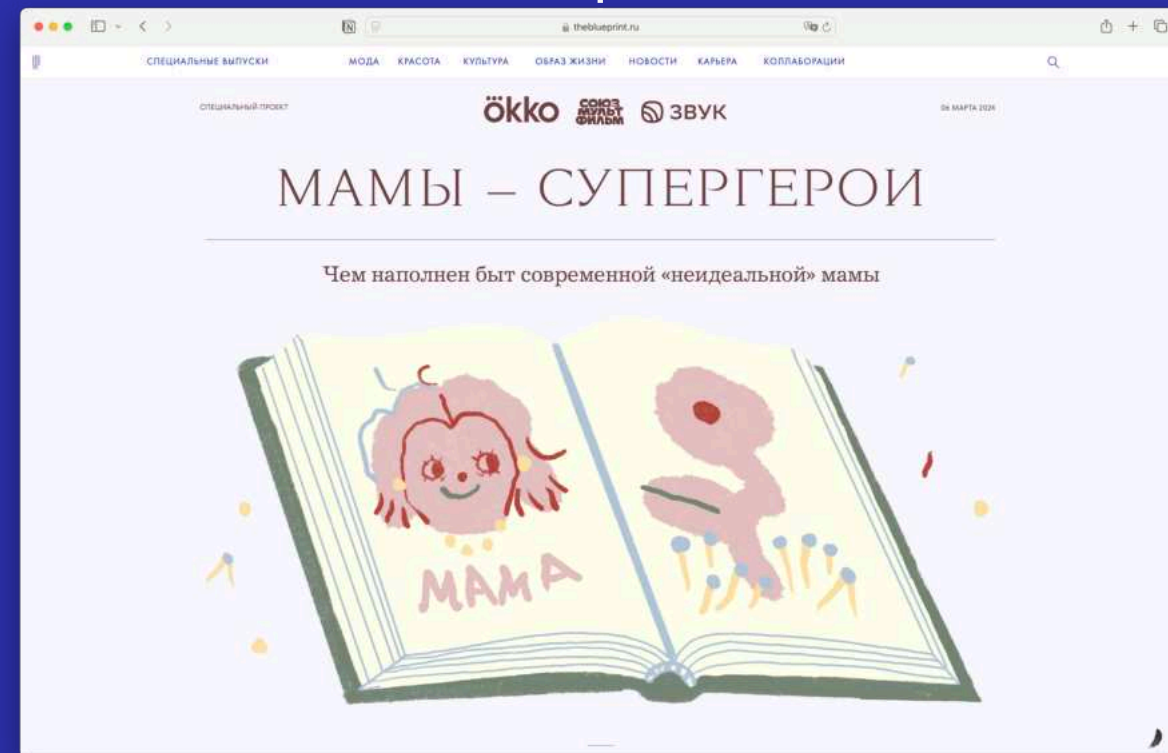 theblueprint.ru
СПЕЦИАЛЬНЫЕ ВЫПУСКИ МОДА КРАСОТА КУЛЬТУРА ОБРАЗ ЖИЗНИ НОВОСТИ КАРЬЕРА КОЛЛАБОРАЦИИ
СПЕЦИАЛЬНЫЙ ПРОЕКТ ӧkko СОЮЗ МУЛЬТ ФИЛЬМ ЗВУК 06 МАРТА 2024
МАМЫ – СУПЕРГЕРОИ
Чем наполнен быт современной «неидеальной» мамы
МАМА